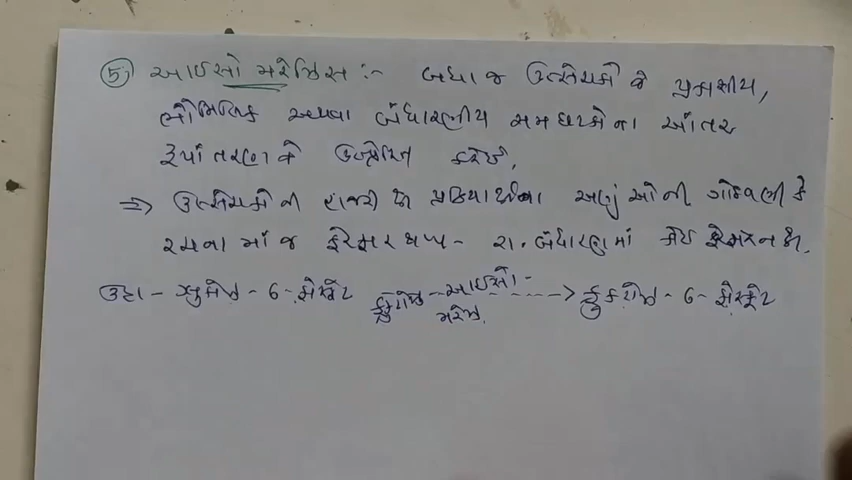 5) આઇસો મરેઝિસ :- બધા જ ઉત્સેચકો કે પ્રકાશીય,
ભૌમિતિક અથવા બંધારણીય સમઘટકોના આંતર
રૂપાંતરણને ઉત્પ્રેરિત કરેછે.
⇒ ઉત્સેચકોની હાજરી પ્રક્રિયાર્થીના અણુંઓની ગોઠવણી કે
રચનામાં જ ફેરફાર થાય - રા. બંધારણમાં કોઇ ફેરફાર ન થાય.
ઉદા - ગ્લુકોઝ - 6 - ફોસ્ફેટ ફ્રુક્ટોઝ - આઇસો - મરેઝ -----> ફ્રુક્ટોઝ - 6 - ફોસ્ફેટ